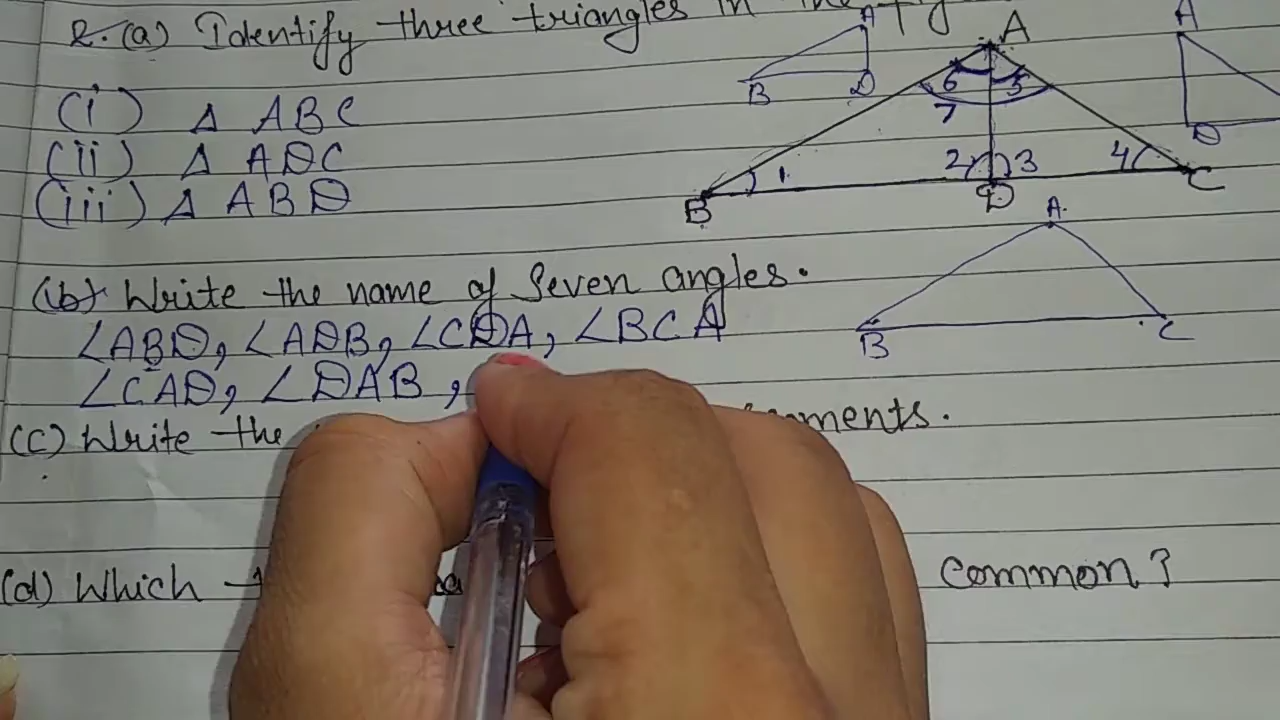 2. (a) Identify three triangles in the fig
(i) Δ ABC
(ii) Δ ADC
(iii) Δ ABD
A
B
D
A
6
5
7
2
3
4
1
B
D
C
A
D
A
B
C
(b) Write the name of Seven angles.
∠ABD, ∠ADB, ∠CDA, ∠BCA
∠CAD, ∠DAB,
(c) Write the
(d) Which common?